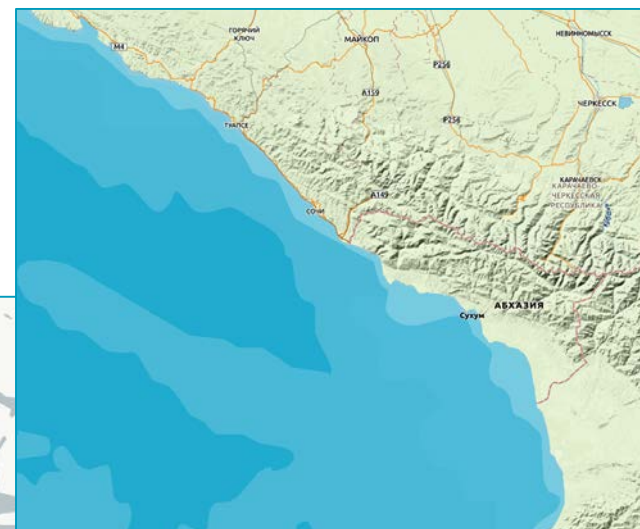 ГОРЯЧИЙ
КЛЮЧ
НЕВИННОМЫССК
М4
МАЙКОП
Р256
А159
ЧЕРКЕССК
ТУАПСЕ
Р256
КАРАЧАЕВСК
КАРАЧАЕВО-
ЧЕРКЕССКАЯ
РЕСПУБЛИКА
А149
СОЧИ
АБХАЗИЯ
Сухум